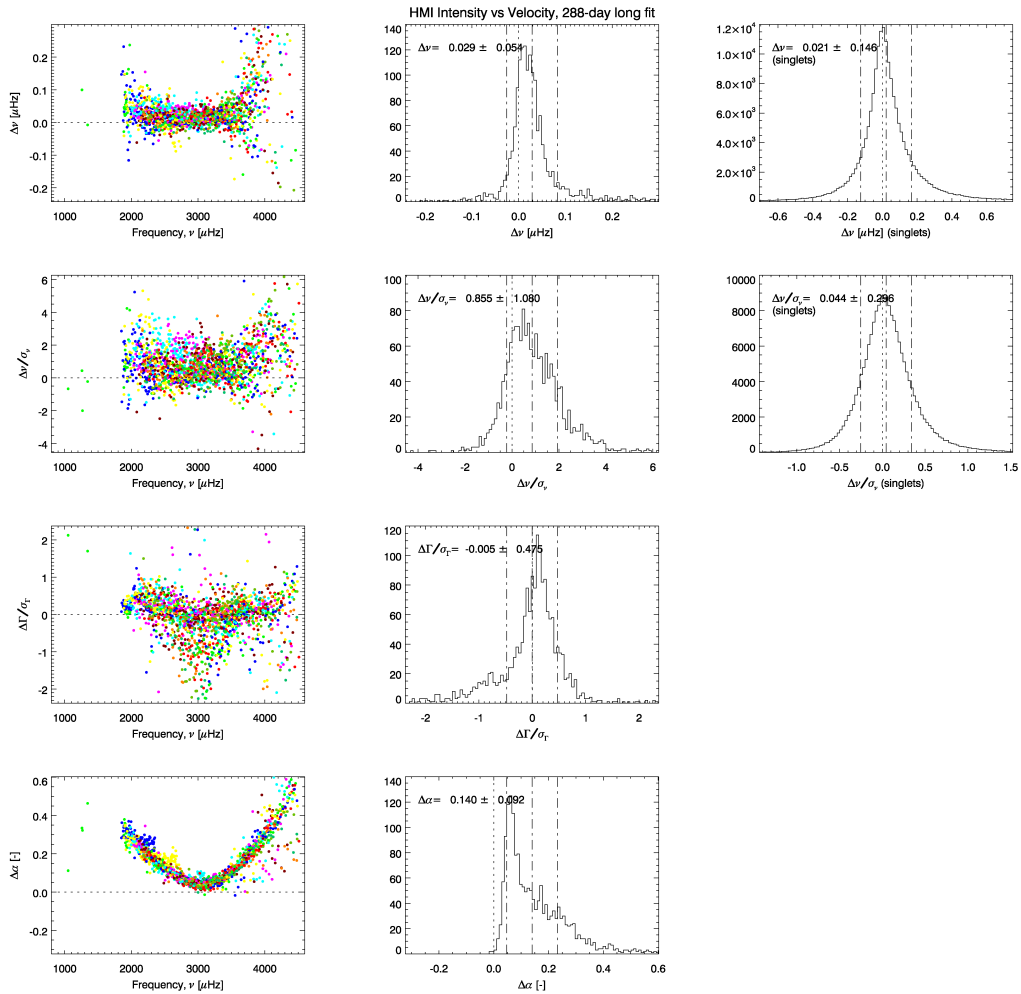 HMI Intensity vs Velocity, 288-day long fit
0.2
0.1
0.0
-0.1
-0.2
Δν [μHz]
1000 2000 3000 4000
Frequency, ν [μHz]
Δν= 0.029 ± 0.054
140
120
100
80
60
40
20
0
-0.2 -0.1 0.0 0.1 0.2
Δν [μHz]
Δν= 0.021 ± 0.146
(singlets)
1.2×10⁴
1.0×10⁴
8.0×10³
6.0×10³
4.0×10³
2.0×10³
0
-0.6 -0.4 -0.2 0.0 0.2 0.4 0.6
Δν [μHz] (singlets)
6
4
2
0
-2
-4
Δν/σ_ν
1000 2000 3000 4000
Frequency, ν [μHz]
Δν/σ_ν= 0.855 ± 1.080
100
80
60
40
20
0
-4 -2 0 2 4 6
Δν/σ_ν
Δν/σ_ν= 0.044 ± 0.296
(singlets)
10000
8000
6000
4000
2000
0
-1.0 -0.5 0.0 0.5 1.0 1.5
Δν/σ_ν (singlets)
2
1
0
-1
-2
ΔΓ/σ_Γ
1000 2000 3000 4000
Frequency, ν [μHz]
ΔΓ/σ_Γ= -0.005 ± 0.475
120
100
80
60
40
20
0
-2 -1 0 1 2
ΔΓ/σ_Γ
0.6
0.4
0.2
0.0
-0.2
Δα [-]
1000 2000 3000 4000
Frequency, ν [μHz]
Δα= 0.140 ± 0.092
140
120
100
80
60
40
20
0
-0.2 0.0 0.2 0.4 0.6
Δα [-]